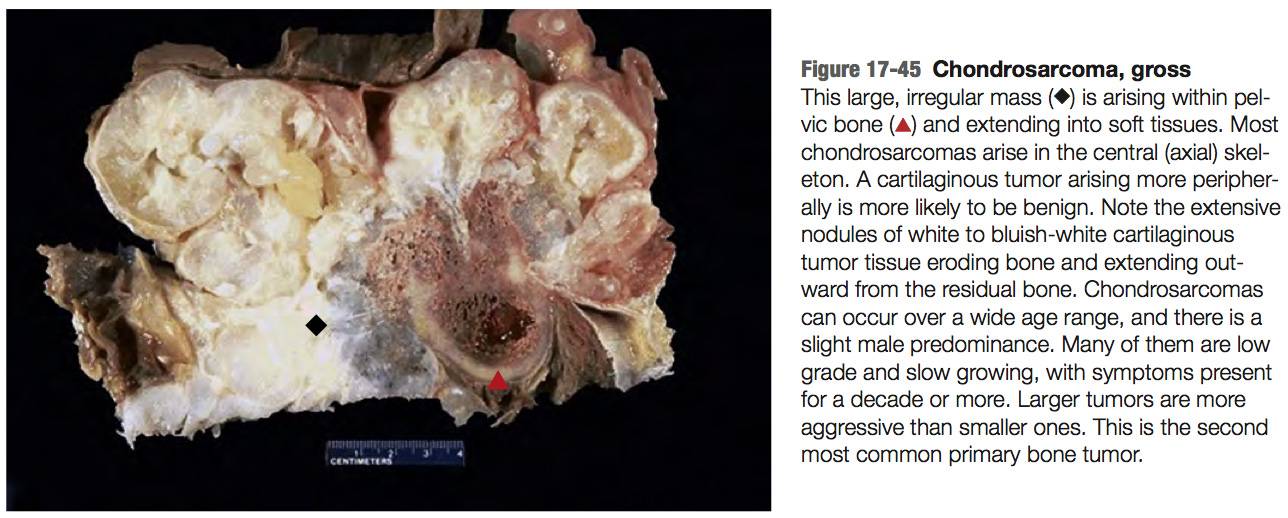 1 2 3 4
CENTIMETERS
Figure 17-45 Chondrosarcoma, gross
This large, irregular mass (◆) is arising within pel-
vic bone (▲) and extending into soft tissues. Most
chondrosarcomas arise in the central (axial) skel-
eton. A cartilaginous tumor arising more peripher-
ally is more likely to be benign. Note the extensive
nodules of white to bluish-white cartilaginous
tumor tissue eroding bone and extending out-
ward from the residual bone. Chondrosarcomas
can occur over a wide age range, and there is a
slight male predominance. Many of them are low
grade and slow growing, with symptoms present
for a decade or more. Larger tumors are more
aggressive than smaller ones. This is the second
most common primary bone tumor.